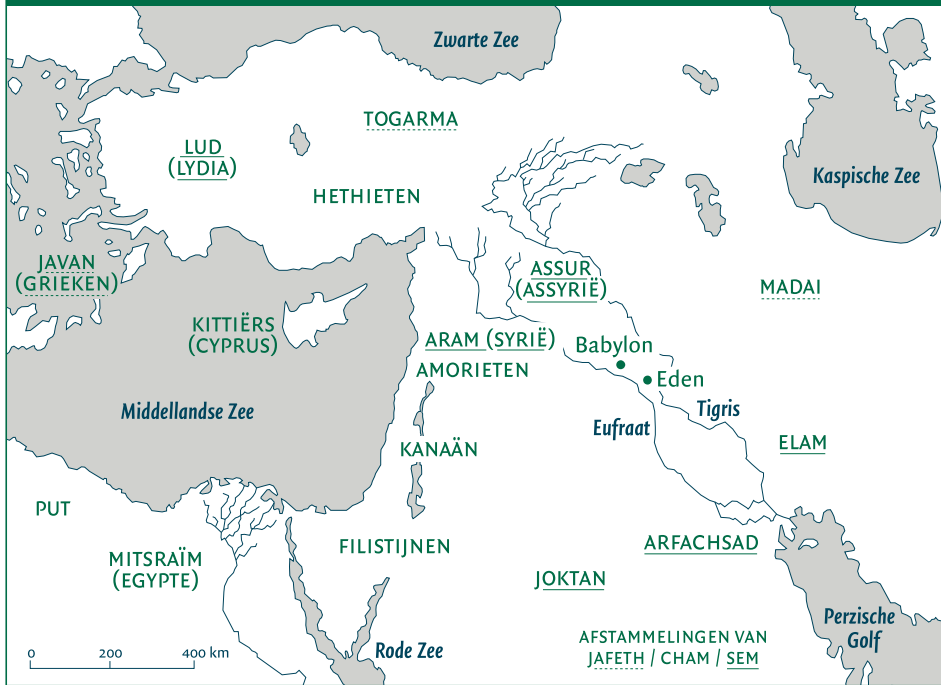 Zwarte Zee
TOGARMA
LUD
(LYDIA)
HETHIETEN
Kaspische Zee
JAVAN
(GRIEKEN)
ASSUR
(ASSYRIË)
MADAI
KITTIËRS
(CYPRUS)
ARAM (SYRIË)
Babylon
AMORIETEN
Eden
Middellandse Zee
Tigris
Eufraat
KANAÄN
ELAM
PUT
MITSRAÏM
(EGYPTE)
FILISTIJNEN
ARFACHSAD
JOKTAN
Perzische
Golf
Rode Zee
AFSTAMMELINGEN VAN
JAFETH / CHAM / SEM
0 200 400 km